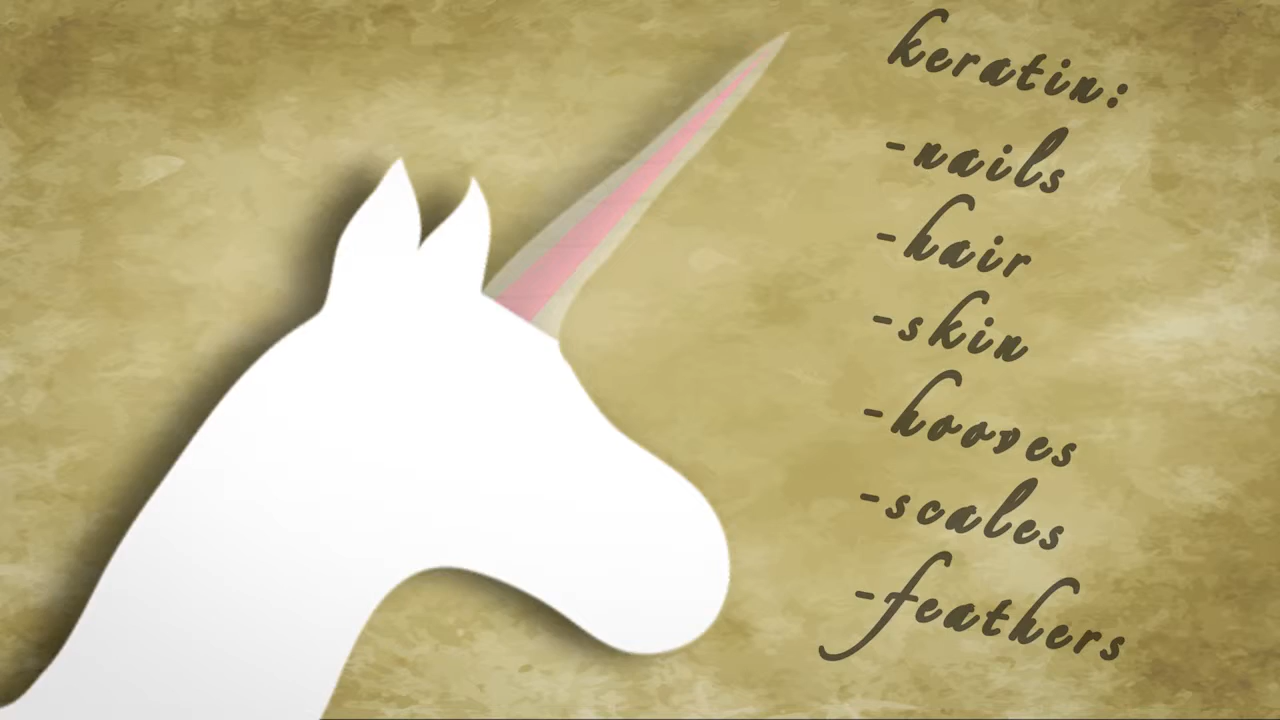 keratin:
-nails
-hair
-skin
-hooves
-scales
-feathers